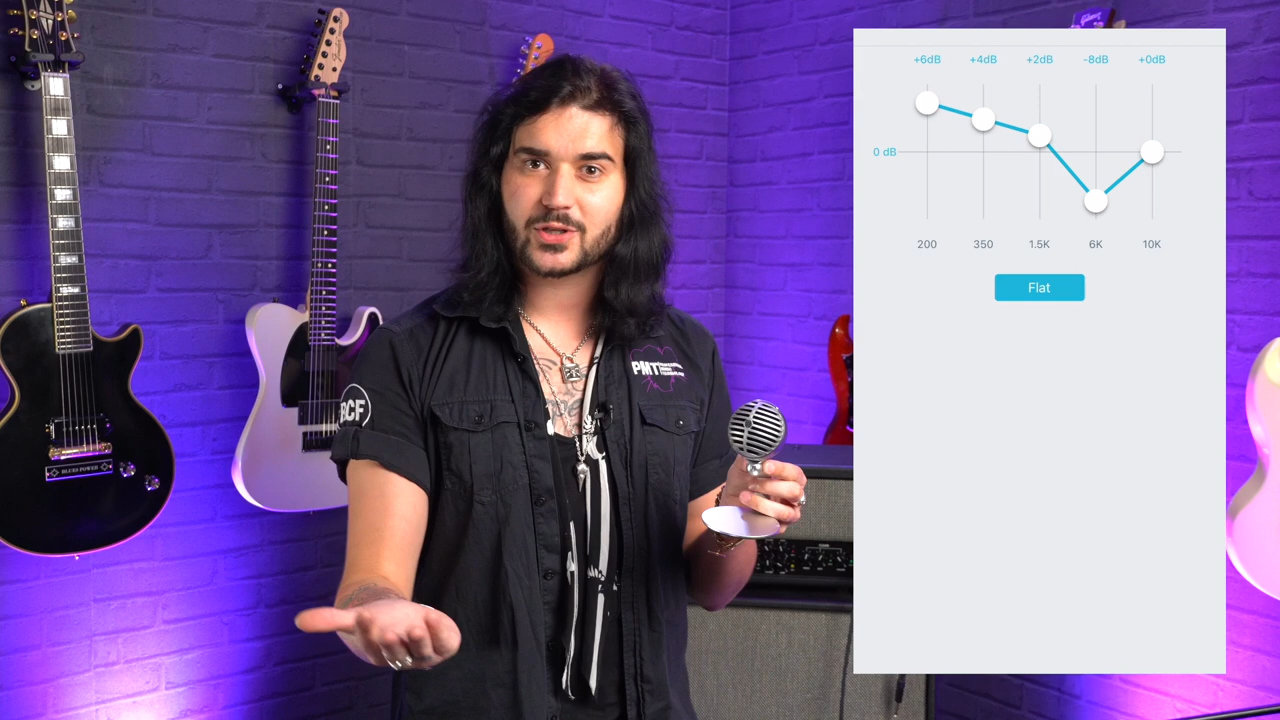 +6dB +4dB +2dB -8dB +0dB
0 dB
200 350 1.5K 6K 10K
Flat
PMT
BCF
BLUES POWER